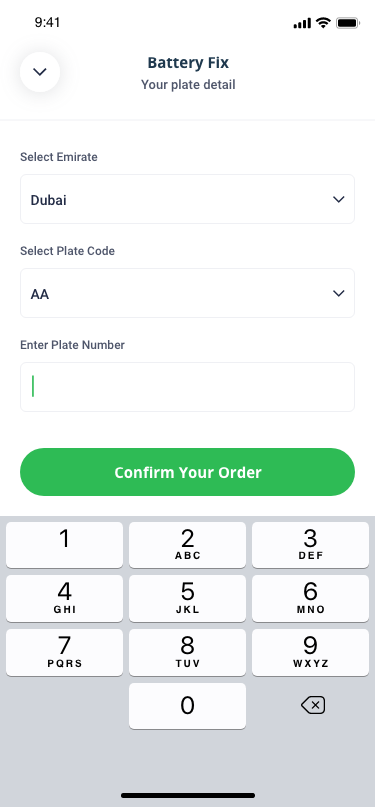 9:41
Battery Fix
Your plate detail
Select Emirate
Dubai
Select Plate Code
AA
Enter Plate Number
Confirm Your Order
1 2 3
ABC DEF
4 5 6
GHI JKL MNO
7 8 9
PQRS TUV WXYZ
0